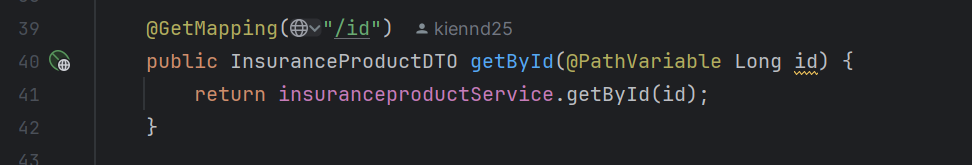 39 @GetMapping("/id") kiennd25
40 public InsuranceProductDTO getById(@PathVariable Long id) {
41 return insuranceproductService.getById(id);
42 }
43